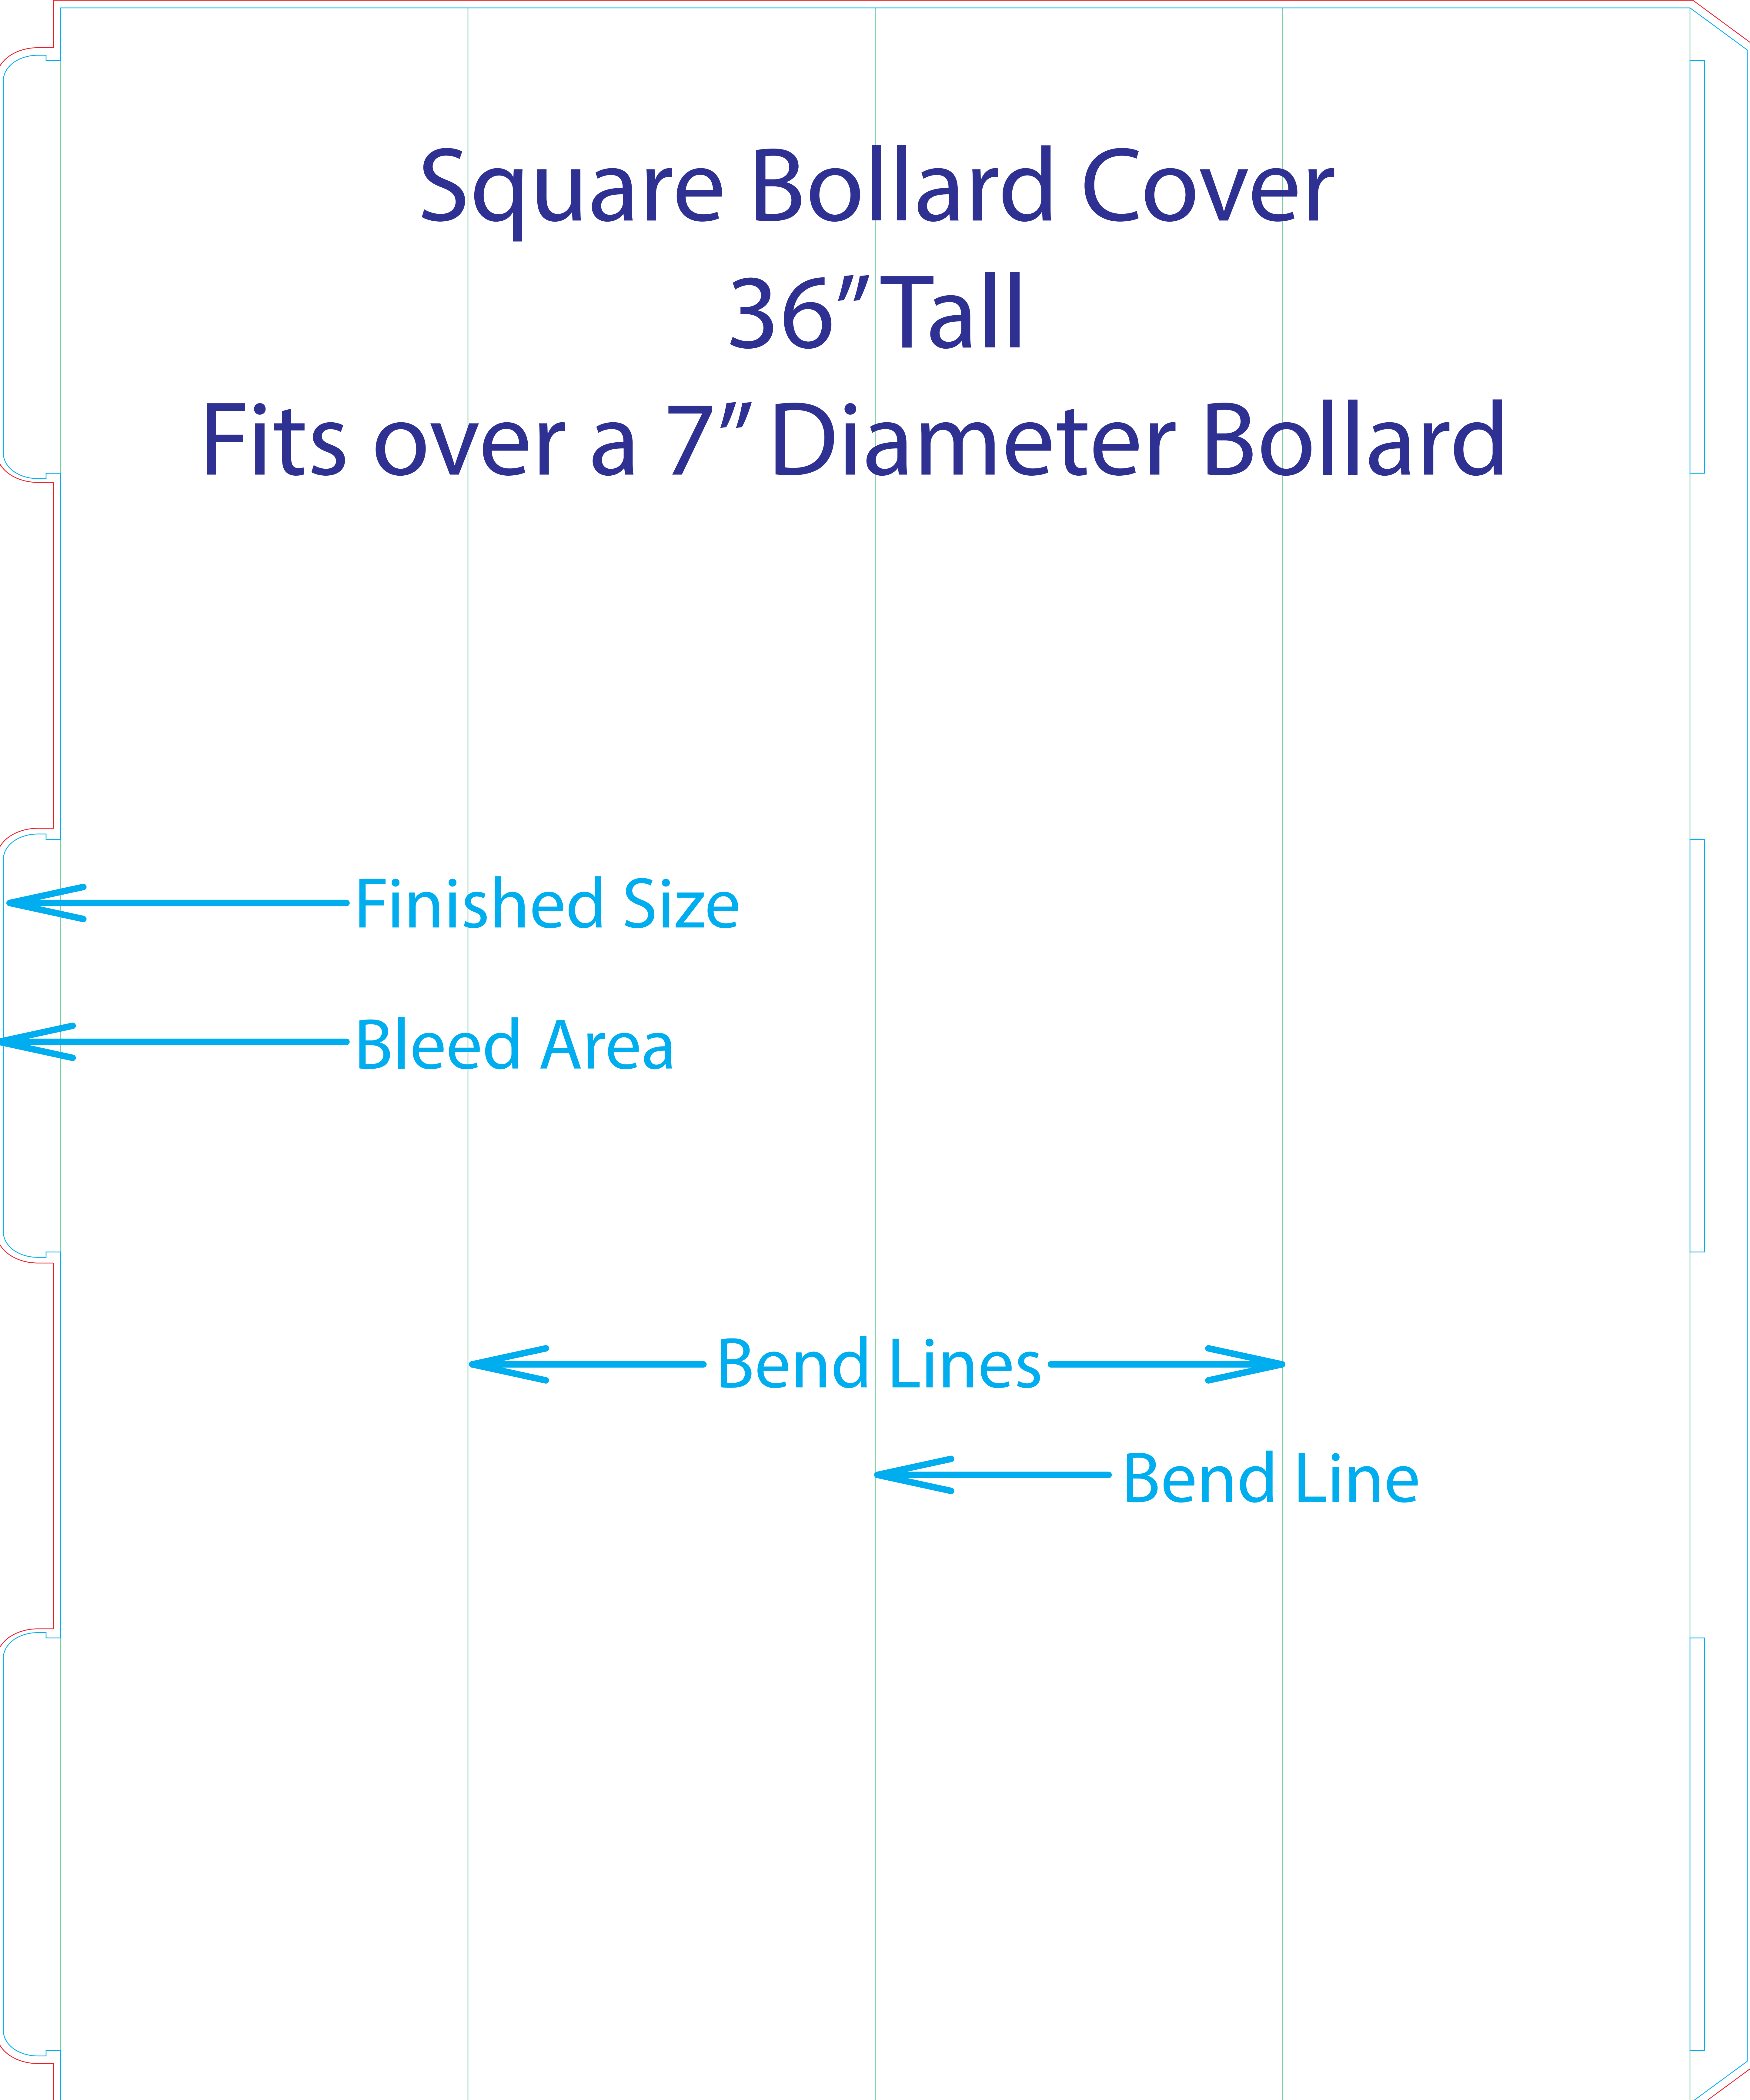 Square Bollard Cover
36” Tall
Fits over a 7” Diameter Bollard
Finished Size
Bleed Area
Bend Lines
Bend Line